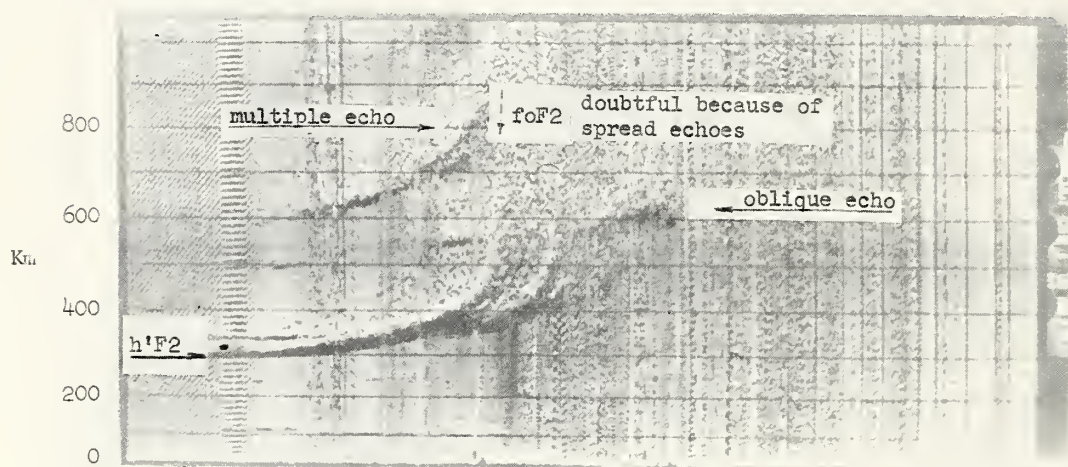 multiple echo
foF2
doubtful because of
spread echoes
800
oblique echo
600
Km
400
h'F2
200
0